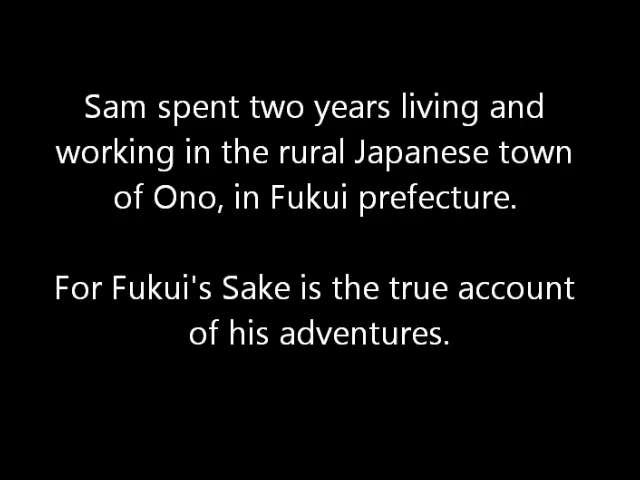 Sam spent two years living and
working in the rural Japanese town
of Ono, in Fukui prefecture.
For Fukui's Sake is the true account
of his adventures.